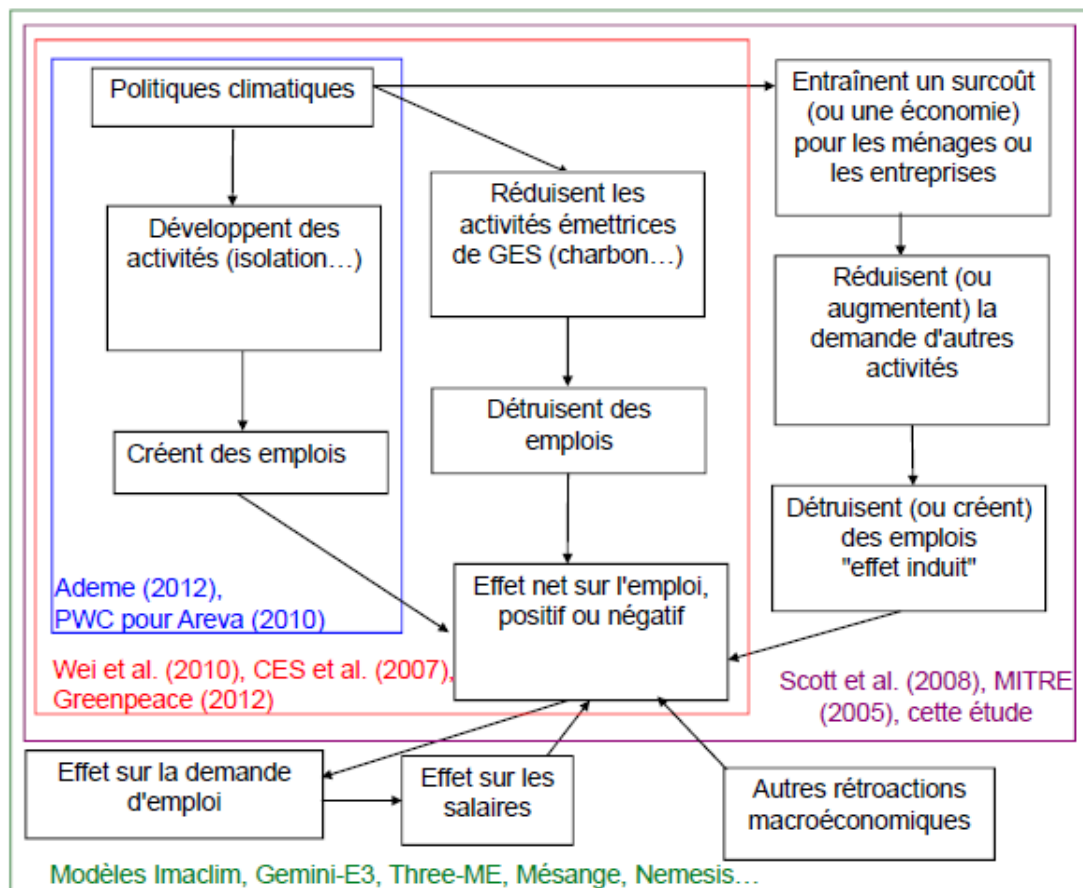 Politiques climatiques
Entraînent un surcoût
(ou une économie)
pour les ménages ou
les entreprises
Développent des
activités (isolation…)
Réduisent les
activités émettrices
de GES (charbon…)
Réduisent (ou
augmentent) la
demande d'autres
activités
Créent des emplois
Détruisent des
emplois
Détruisent (ou créent)
des emplois
"effet induit"
Ademe (2012),
PWC pour Areva (2010)
Effet net sur l'emploi,
positif ou négatif
Wei et al. (2010), CES et al. (2007),
Greenpeace (2012)
Scott et al. (2008), MITRE
(2005), cette étude
Effet sur la demande
d'emploi
Effet sur les
salaires
Autres rétroactions
macroéconomiques
Modèles Imaclim, Gemini-E3, Three-ME, Mésange, Nemesis…